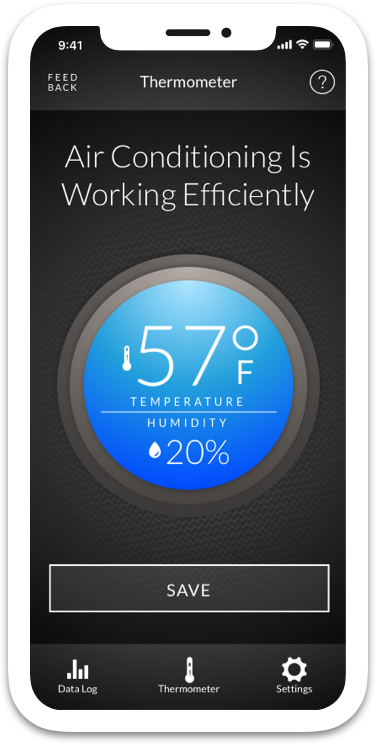 9:41
FEED
BACK
Thermometer
?
Air Conditioning Is
Working Efficiently
57°
F
TEMPERATURE
HUMIDITY
20%
SAVE
Data Log
Thermometer
Settings